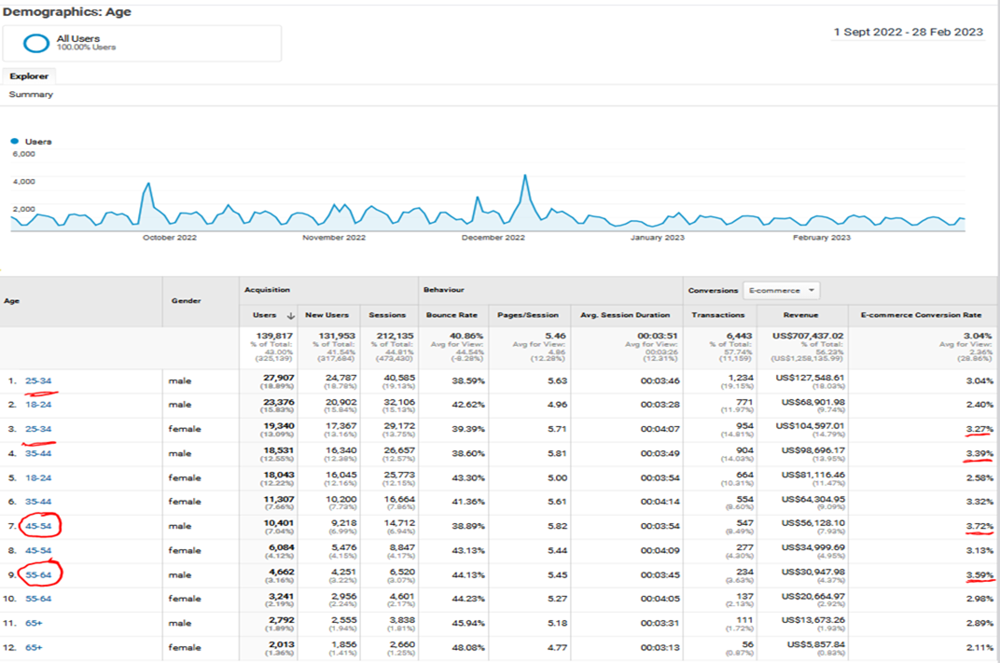 Demographics: Age
All Users
100.00% Users
1 Sept 2022 - 28 Feb 2023
Explorer
Summary
Users
6,000
4,000
2,000
October 2022 November 2022 December 2022 January 2023 February 2023
Age Gender Acquisition Behaviour Conversions E-commerce
Users New Users Sessions Bounce Rate Pages/Session Avg. Session Duration Transactions Revenue E-commerce Conversion Rate
139,817 131,953 212,135 40.86% 5.46 00:03:51 6,443 US$707,437.02 3.04%
% of Total: % of Total: % of Total: Avg for View: Avg for View: Avg for View: % of Total: % of Total: Avg for View:
43.00% 41.54% 44.81% 44.54% 4.86 00:03:26 57.74% 56.23% 2.36%
(325,139) (317,684) (473,430) (-8.28%) (12.28%) (12.31%) (11,159) (US$1,258,135.99) (28.86%)
1. 25-34 male 27,907 24,787 40,585 38.59% 5.63 00:03:46 1,234 US$127,548.61 3.04%
(18.89%) (18.78%) (19.13%) (19.15%) (18.03%)
2. 18-24 male 23,376 20,902 32,106 42.62% 4.96 00:03:28 771 US$68,901.98 2.40%
(15.83%) (15.84%) (15.13%) (11.97%) (9.74%)
3. 25-34 female 19,340 17,367 29,172 39.39% 5.71 00:04:07 954 US$104,597.01 3.27%
(13.09%) (13.16%) (13.75%) (14.81%) (14.79%)
4. 35-44 male 18,531 16,340 26,657 38.60% 5.81 00:03:49 904 US$98,696.17 3.39%
(12.55%) (12.38%) (12.57%) (14.03%) (13.95%)
5. 18-24 female 18,043 16,045 25,773 43.30% 5.00 00:03:54 664 US$81,116.46 2.58%
(12.22%) (12.16%) (12.15%) (10.31%) (11.47%)
6. 35-44 female 11,307 10,200 16,664 41.36% 5.61 00:04:14 554 US$64,304.95 3.32%
(7.66%) (7.73%) (7.86%) (8.60%) (9.09%)
7. 45-54 male 10,401 9,218 14,712 38.89% 5.82 00:03:54 547 US$56,128.10 3.72%
(7.04%) (6.99%) (6.94%) (8.49%) (7.93%)
8. 45-54 female 6,084 5,476 8,847 43.13% 5.44 00:04:09 277 US$34,999.69 3.13%
(4.12%) (4.15%) (4.17%) (4.30%) (4.95%)
9. 55-64 male 4,662 4,251 6,520 44.13% 5.45 00:03:45 234 US$30,947.98 3.59%
(3.16%) (3.22%) (3.07%) (3.63%) (4.37%)
10. 55-64 female 3,241 2,956 4,601 44.23% 5.27 00:04:05 137 US$20,664.97 2.98%
(2.19%) (2.24%) (2.17%) (2.13%) (2.92%)
11. 65+ male 2,792 2,555 3,838 45.94% 5.18 00:03:31 111 US$13,673.26 2.89%
(1.89%) (1.94%) (1.81%) (1.72%) (1.93%)
12. 65+ female 2,013 1,856 2,660 48.08% 4.77 00:03:13 56 US$5,857.84 2.11%
(1.36%) (1.41%) (1.25%) (0.87%) (0.83%)